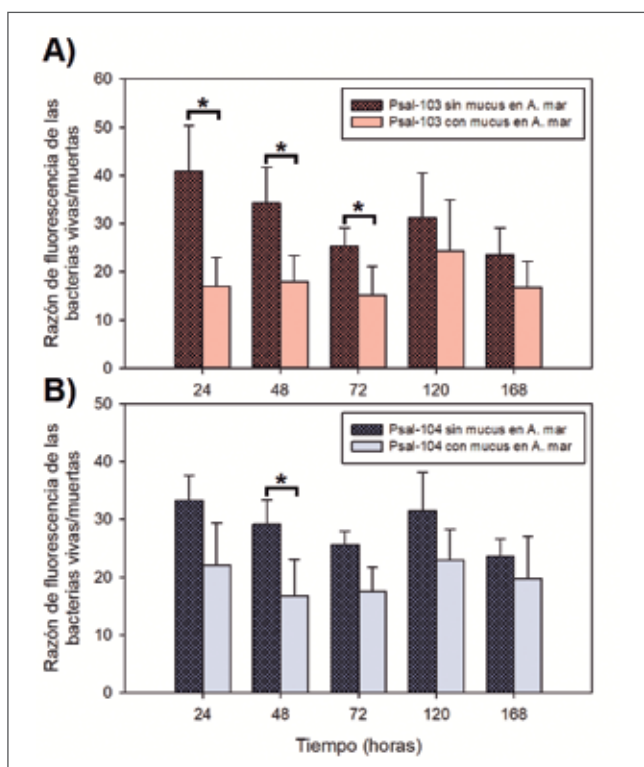 A)
Razón de fluorescencia de las
bacterias vivas/muertas
60
50
40
30
20
10
0
Psal-103 sin mucus en A. mar
Psal-103 con mucus en A. mar
*
*
*
24
48
72
120
168
B)
Razón de fluorescencia de las
bacterias vivas/muertas
50
40
30
20
10
0
Psal-104 sin mucus en A. mar
Psal-104 con mucus en A. mar
*
24
48
72
120
168
Tiempo (horas)